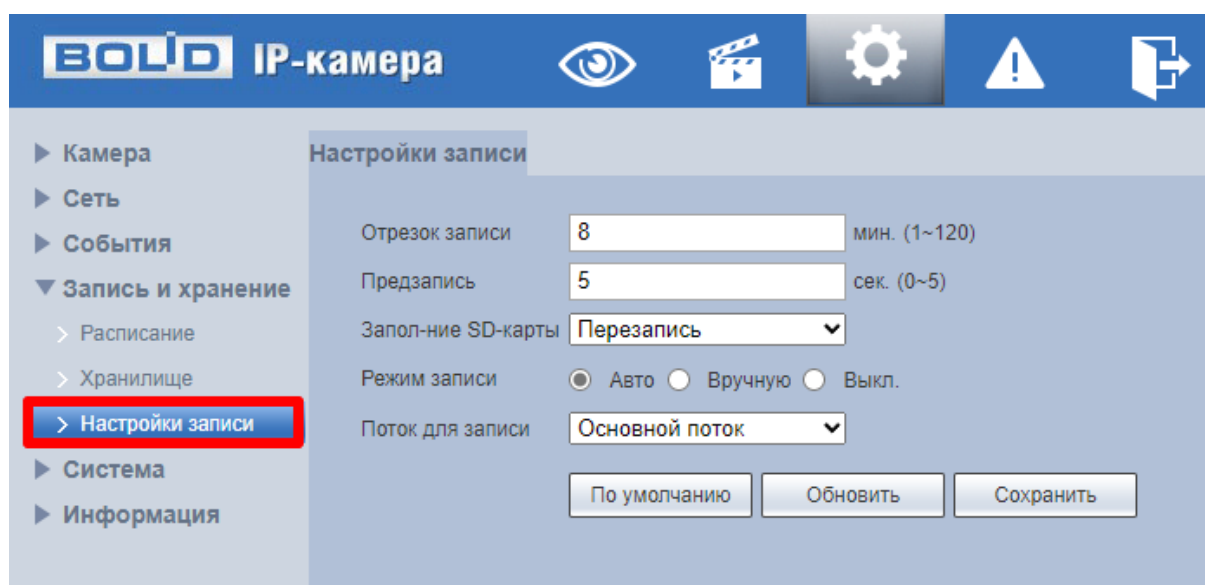 BOLID IP-камера
Камера
Сеть
События
Запись и хранение
Расписание
Хранилище
Настройки записи
Система
Информация
Настройки записи
Отрезок записи 8 мин. (1~120)
Предзапись 5 сек. (0~5)
Запол-ние SD-карты Перезапись
Режим записи Авто Вручную Выкл.
Поток для записи Основной поток
По умолчанию Обновить Сохранить